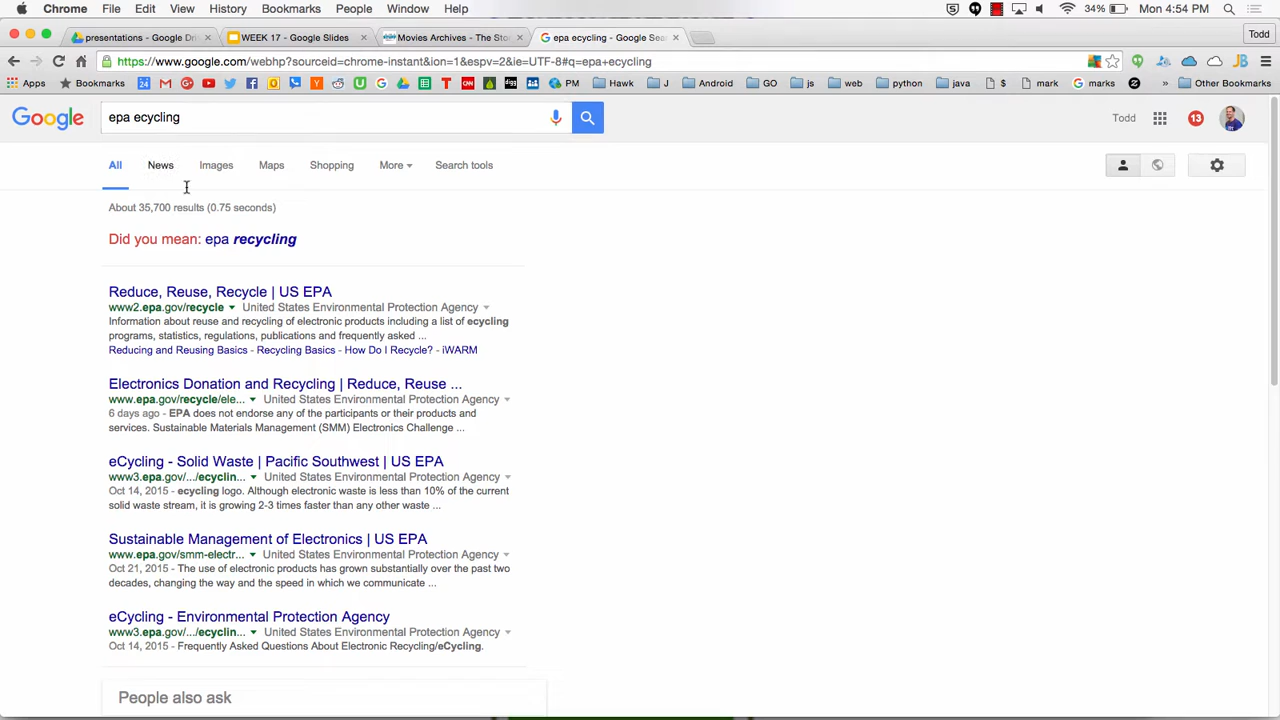 Chrome File Edit View History Bookmarks People Window Help 34% Mon 4:54 PM
presentations - Google Dri WEEK 17 - Google Slides Movies Archives - The Sto epa ecycling - Google Sea Todd
https://www.google.com/webhp?sourceid=chrome-instant&ion=1&espv=2&ie=UTF-8#q=epa+ecycling
Apps Bookmarks PM Hawk J Android GO js web python java $ mark marks » Other Bookmarks
Google epa ecycling Todd 13
All News Images Maps Shopping More Search tools
About 35,700 results (0.75 seconds)
Did you mean: epa recycling
Reduce, Reuse, Recycle | US EPA
www2.epa.gov/recycle United States Environmental Protection Agency
Information about reuse and recycling of electronic products including a list of ecycling
programs, statistics, regulations, publications and frequently asked ...
Reducing and Reusing Basics - Recycling Basics - How Do I Recycle? - iWARM
Electronics Donation and Recycling | Reduce, Reuse ...
www.epa.gov/recycle/ele... United States Environmental Protection Agency
6 days ago - EPA does not endorse any of the participants or their products and
services. Sustainable Materials Management (SMM) Electronics Challenge ...
eCycling - Solid Waste | Pacific Southwest | US EPA
www3.epa.gov/.../ecyclin... United States Environmental Protection Agency
Oct 14, 2015 - ecycling logo. Although electronic waste is less than 10% of the current
solid waste stream, it is growing 2-3 times faster than any other waste ...
Sustainable Management of Electronics | US EPA
www.epa.gov/smm-electr... United States Environmental Protection Agency
Oct 21, 2015 - The use of electronic products has grown substantially over the past two
decades, changing the way and the speed in which we communicate ...
eCycling - Environmental Protection Agency
www3.epa.gov/.../ecyclin... United States Environmental Protection Agency
Oct 14, 2015 - Frequently Asked Questions About Electronic Recycling/eCycling.
People also ask